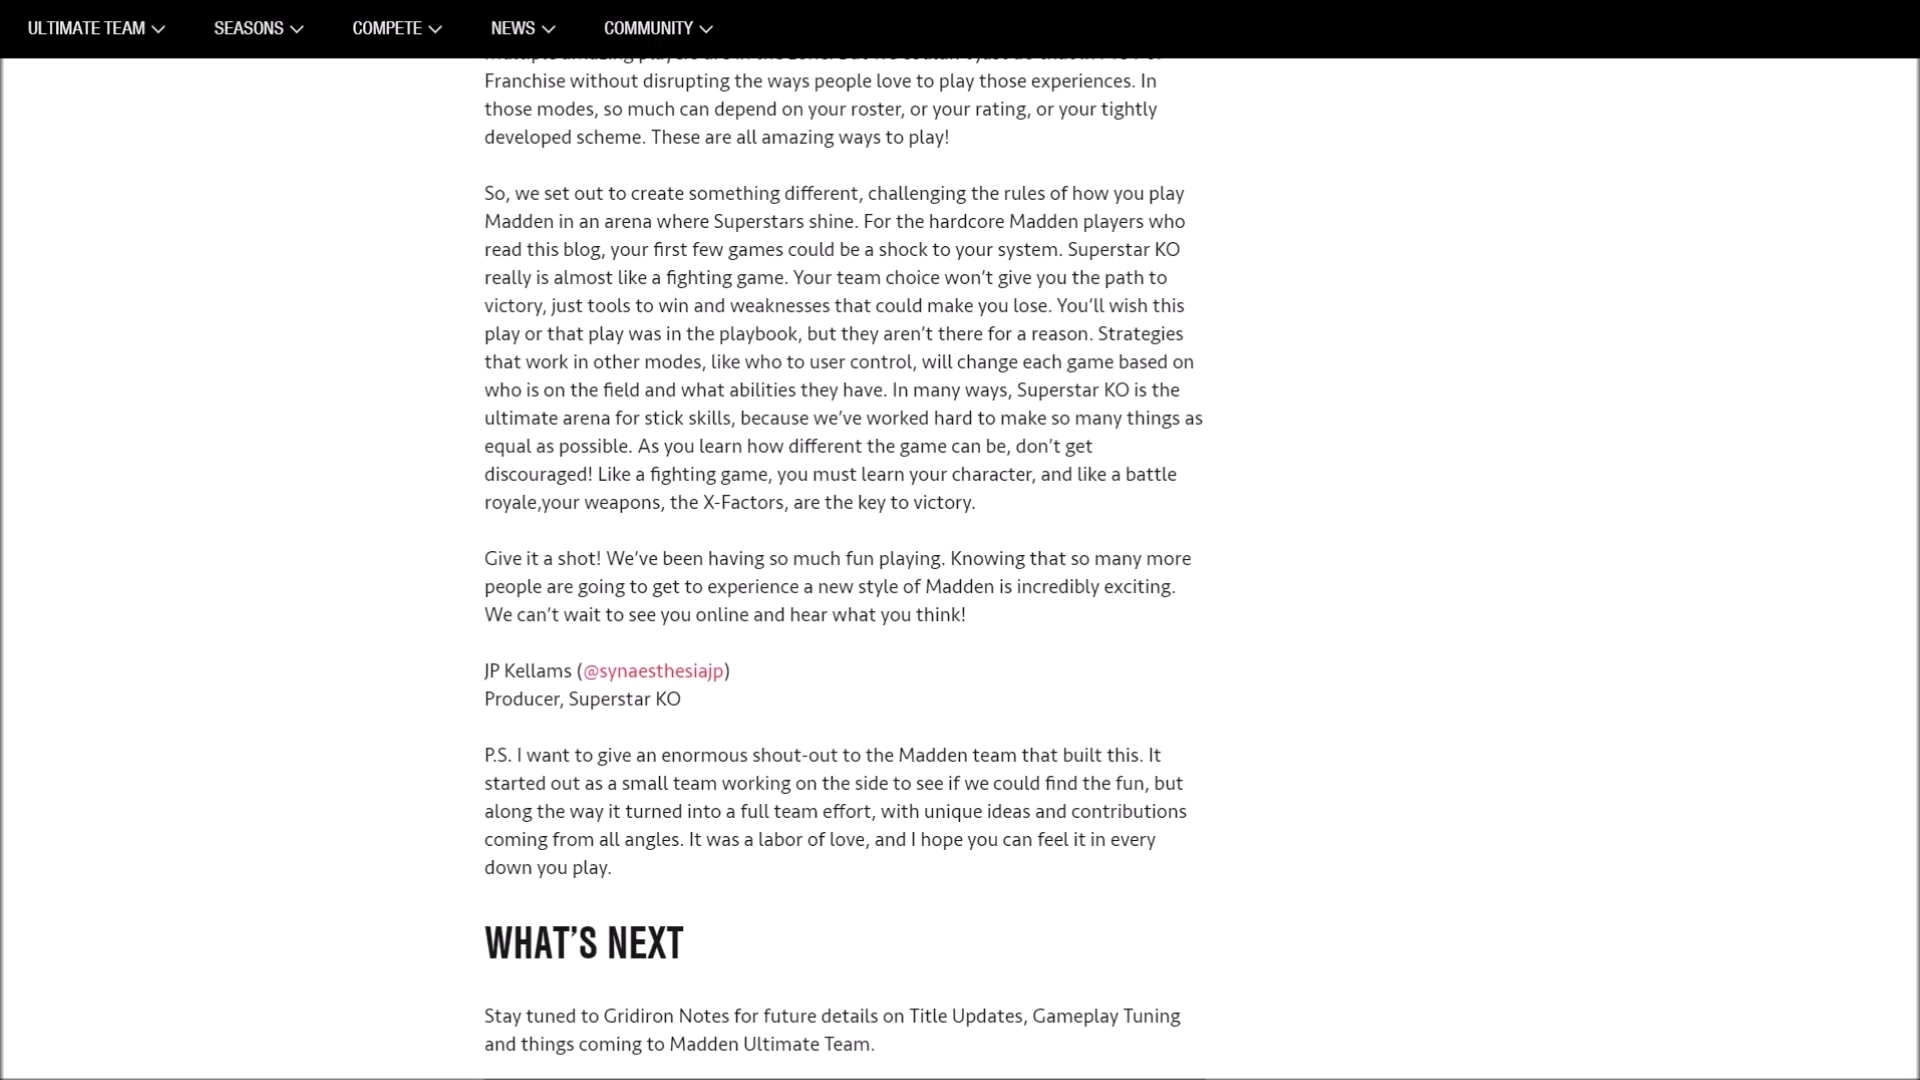 ULTIMATE TEAM
SEASONS
COMPETE
NEWS
COMMUNITY
Franchise without disrupting the ways people love to play those experiences. In
those modes, so much can depend on your roster, or your rating, or your tightly
developed scheme. These are all amazing ways to play!
So, we set out to create something different, challenging the rules of how you play
Madden in an arena where Superstars shine. For the hardcore Madden players who
read this blog, your first few games could be a shock to your system. Superstar KO
really is almost like a fighting game. Your team choice won’t give you the path to
victory, just tools to win and weaknesses that could make you lose. You’ll wish this
play or that play was in the playbook, but they aren’t there for a reason. Strategies
that work in other modes, like who to user control, will change each game based on
who is on the field and what abilities they have. In many ways, Superstar KO is the
ultimate arena for stick skills, because we’ve worked hard to make so many things as
equal as possible. As you learn how different the game can be, don’t get
discouraged! Like a fighting game, you must learn your character, and like a battle
royale,your weapons, the X-Factors, are the key to victory.
Give it a shot! We’ve been having so much fun playing. Knowing that so many more
people are going to get to experience a new style of Madden is incredibly exciting.
We can’t wait to see you online and hear what you think!
JP Kellams (@synaesthesiajp)
Producer, Superstar KO
P.S. I want to give an enormous shout-out to the Madden team that built this. It
started out as a small team working on the side to see if we could find the fun, but
along the way it turned into a full team effort, with unique ideas and contributions
coming from all angles. It was a labor of love, and I hope you can feel it in every
down you play.
WHAT’S NEXT
Stay tuned to Gridiron Notes for future details on Title Updates, Gameplay Tuning
and things coming to Madden Ultimate Team.